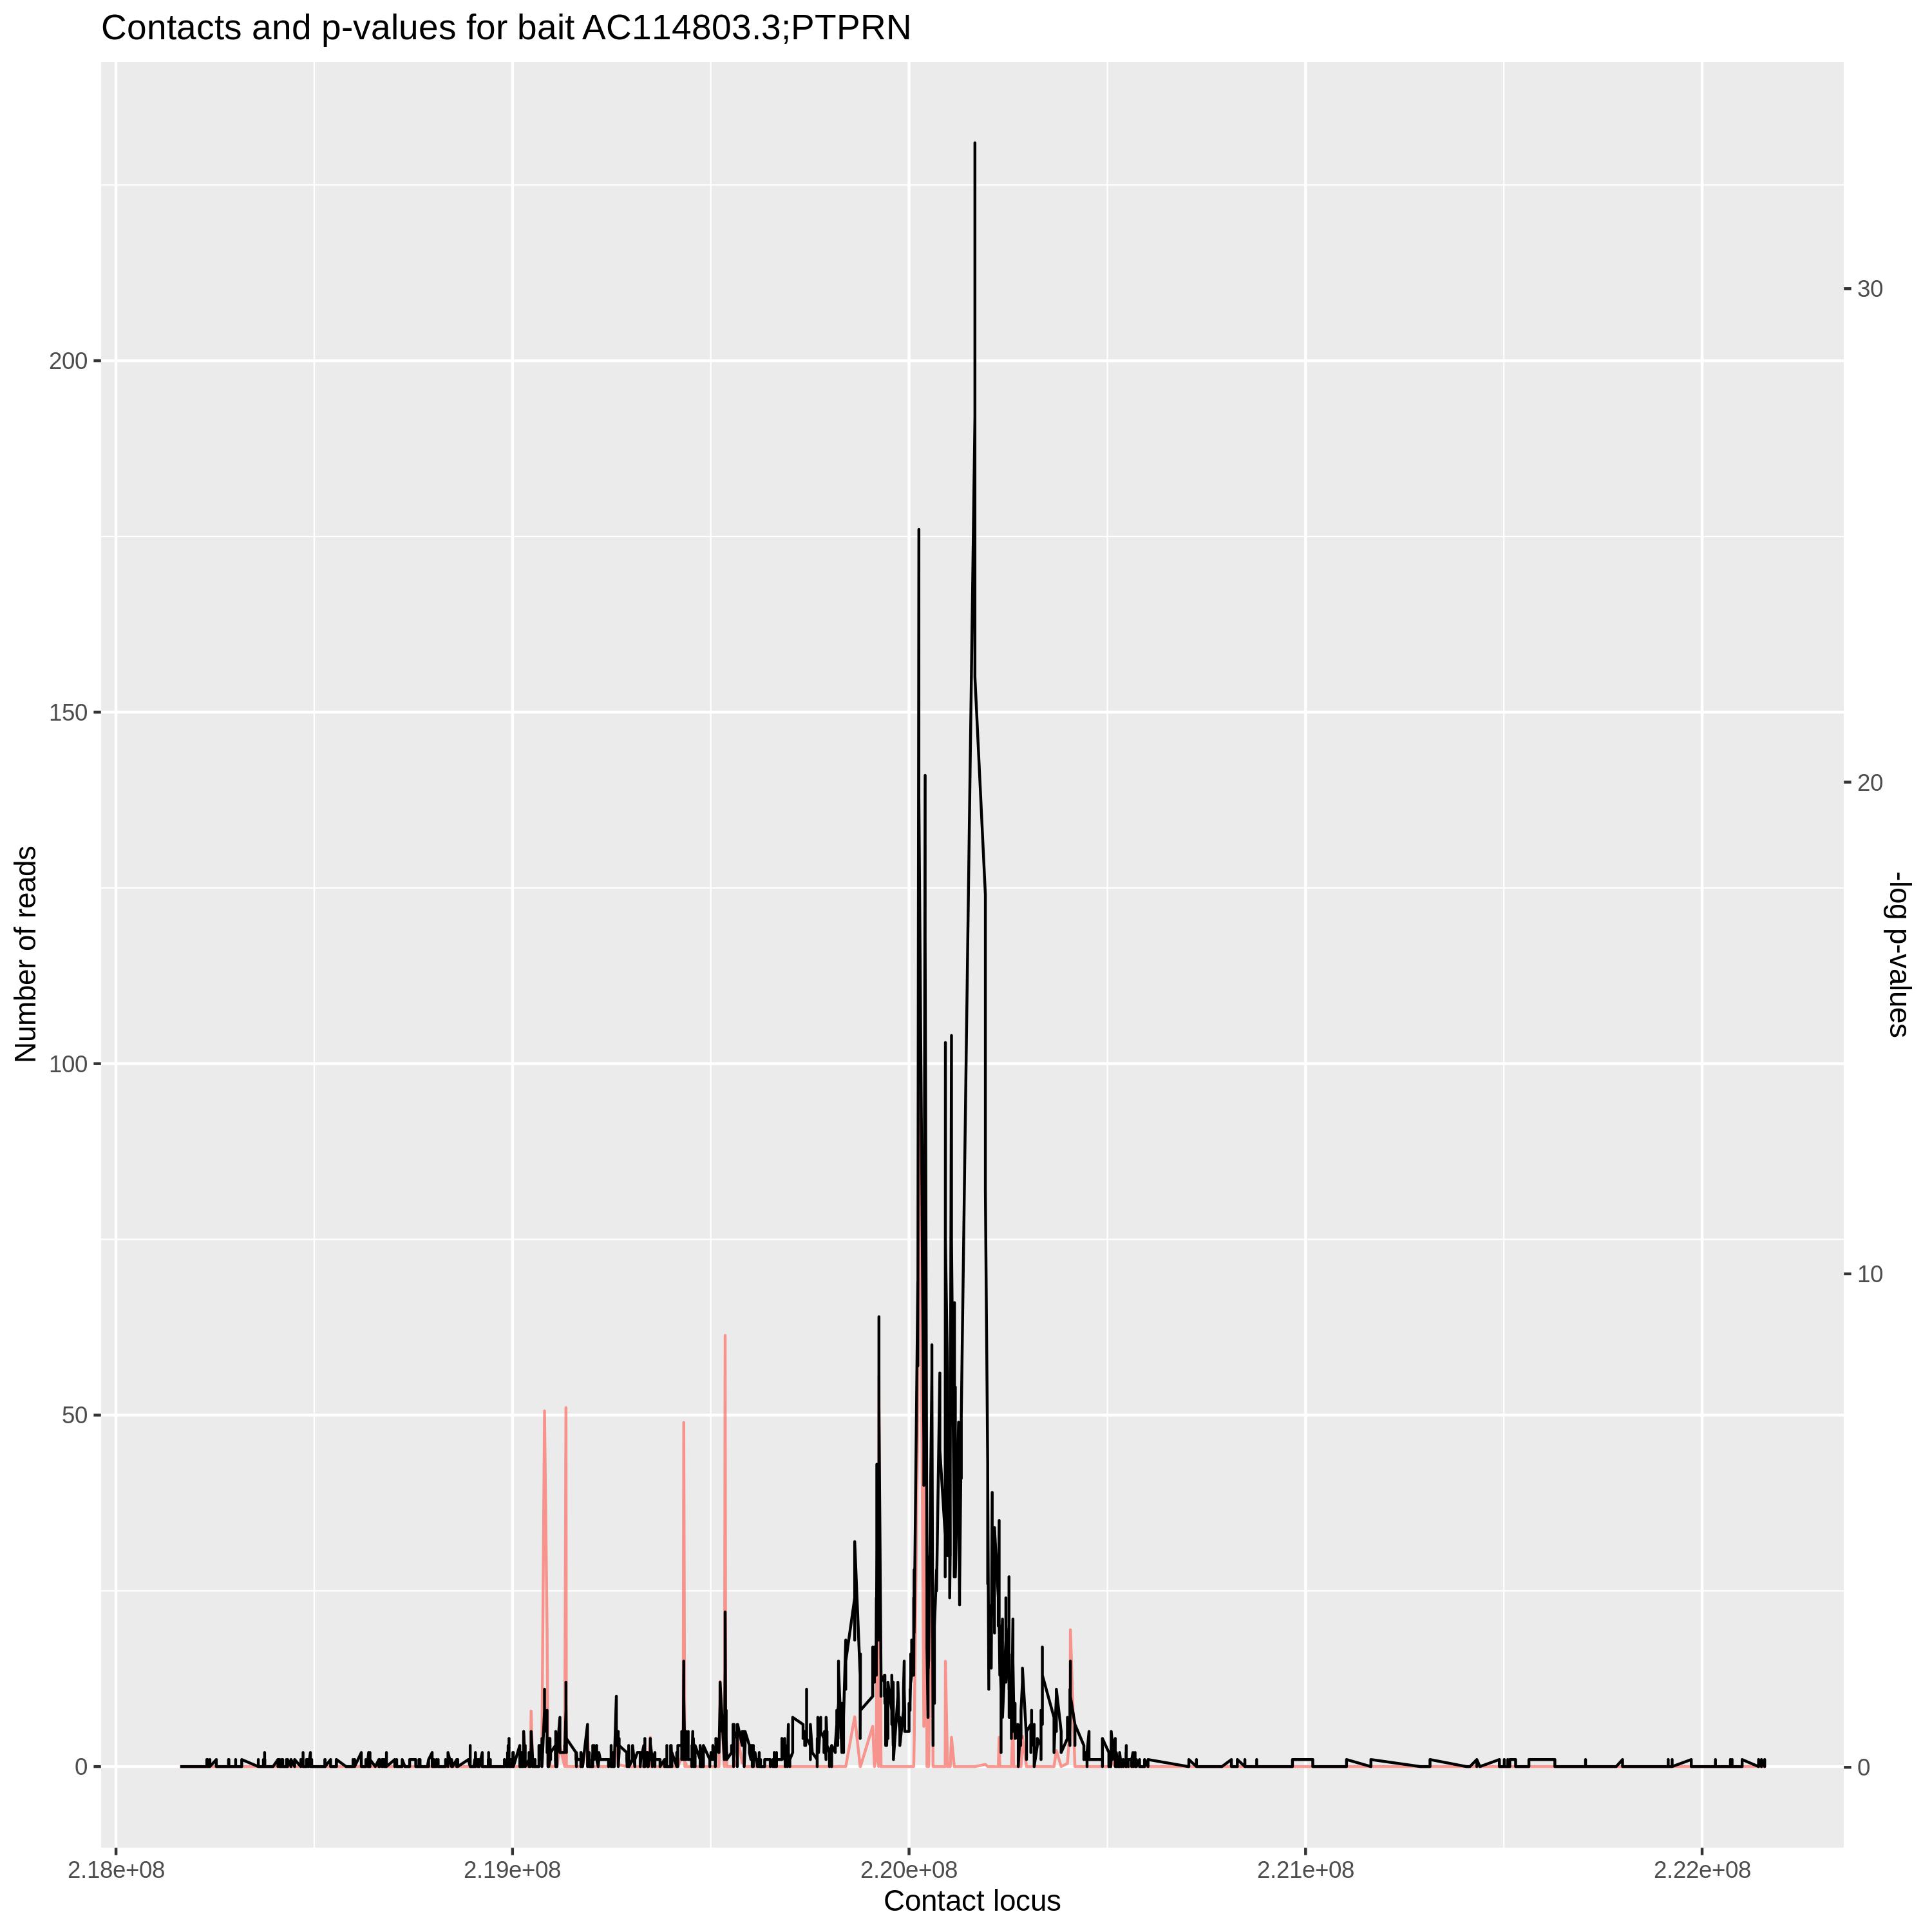 Contacts and p-values for bait AC114803.3;PTPRN
Number of reads
200
150
100
50
0
30
20
10
0
-log p-values
2.18e+08
2.19e+08
2.20e+08
2.21e+08
2.22e+08
Contact locus